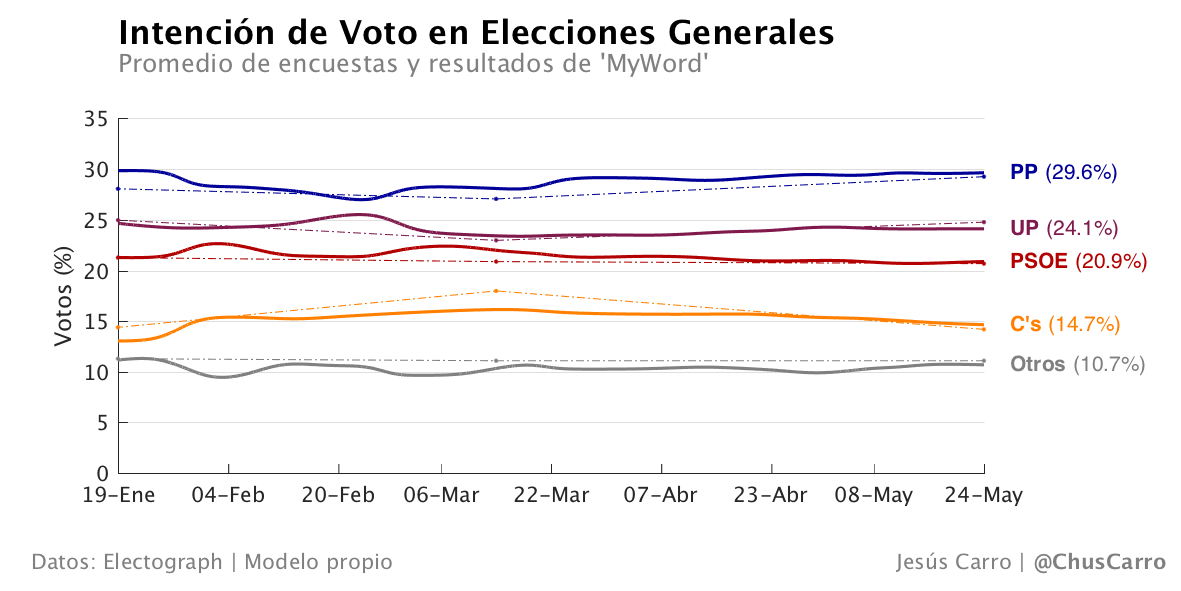 Intención de Voto en Elecciones Generales
Promedio de encuestas y resultados de 'MyWord'
Votos (%)
35
30
25
20
15
10
5
0
19-Ene 04-Feb 20-Feb 06-Mar 22-Mar 07-Abr 23-Abr 08-May 24-May
PP (29.6%)
UP (24.1%)
PSOE (20.9%)
C's (14.7%)
Otros (10.7%)
Datos: Electograph | Modelo propio
Jesús Carro | @ChusCarro